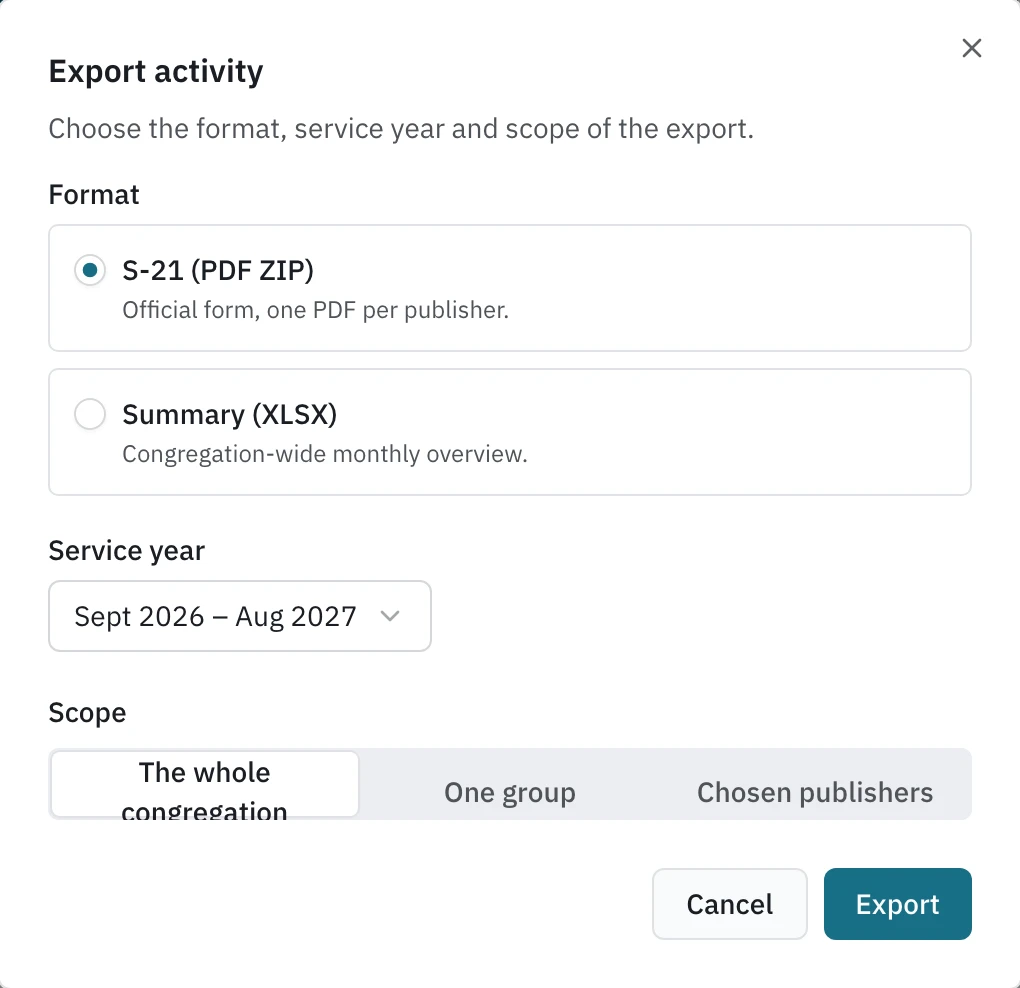 Export activity
Choose the format, service year and scope of the export.
Format
S-21 (PDF ZIP)
Official form, one PDF per publisher.
Summary (XLSX)
Congregation-wide monthly overview.
Service year
Sept 2026 – Aug 2027
Scope
The whole
congregation
One group
Chosen publishers
Cancel
Export